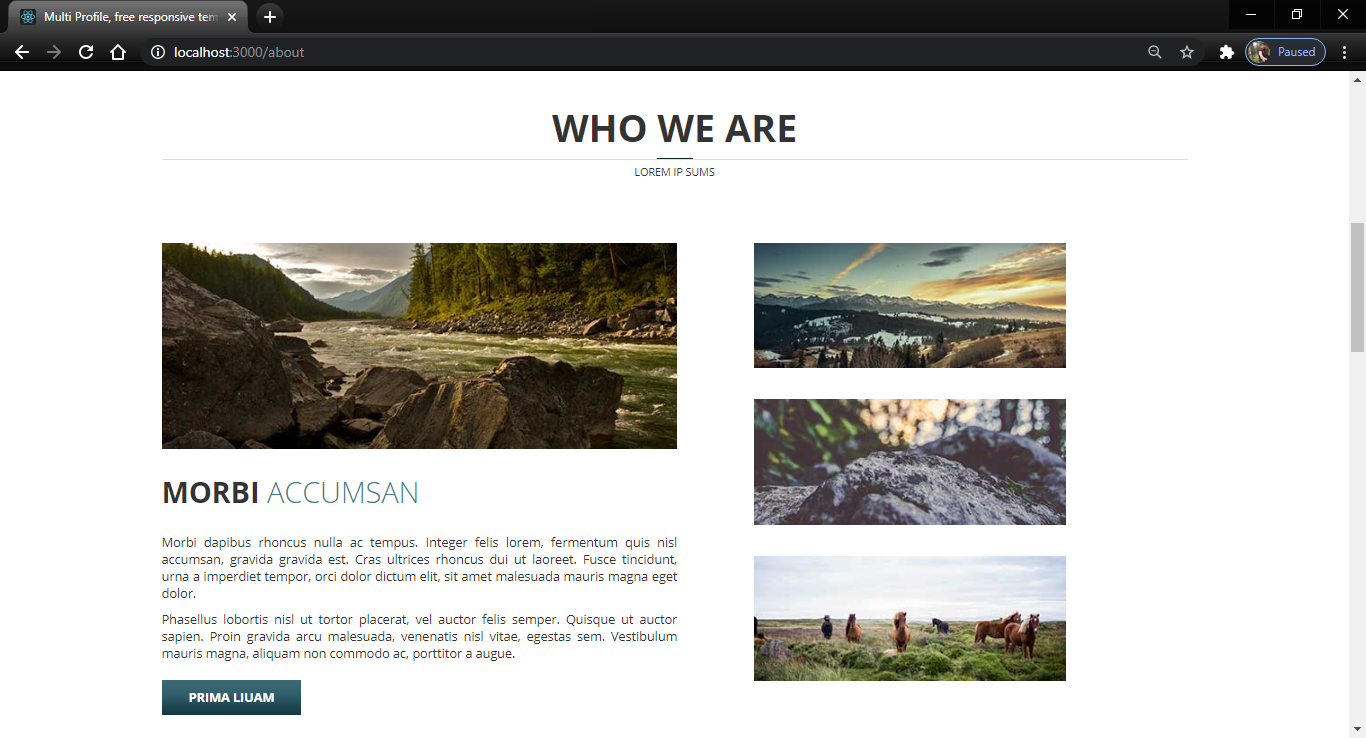 Multi Profile, free responsive tem
localhost:3000/about
Paused
WHO WE ARE
LOREM IP SUMS
MORBI ACCUMSAN
Morbi dapibus rhoncus nulla ac tempus. Integer felis lorem, fermentum quis nisl
accumsan, gravida gravida est. Cras ultrices rhoncus dui ut laoreet. Fusce tincidunt,
urna a imperdiet tempor, orci dolor dictum elit, sit amet malesuada mauris magna eget
dolor.
Phasellus lobortis nisl ut tortor placerat, vel auctor felis semper. Quisque ut auctor
sapien. Proin gravida arcu malesuada, venenatis nisl vitae, egestas sem. Vestibulum
mauris magna, aliquam non commodo ac, porttitor a augue.
PRIMA LIUAM